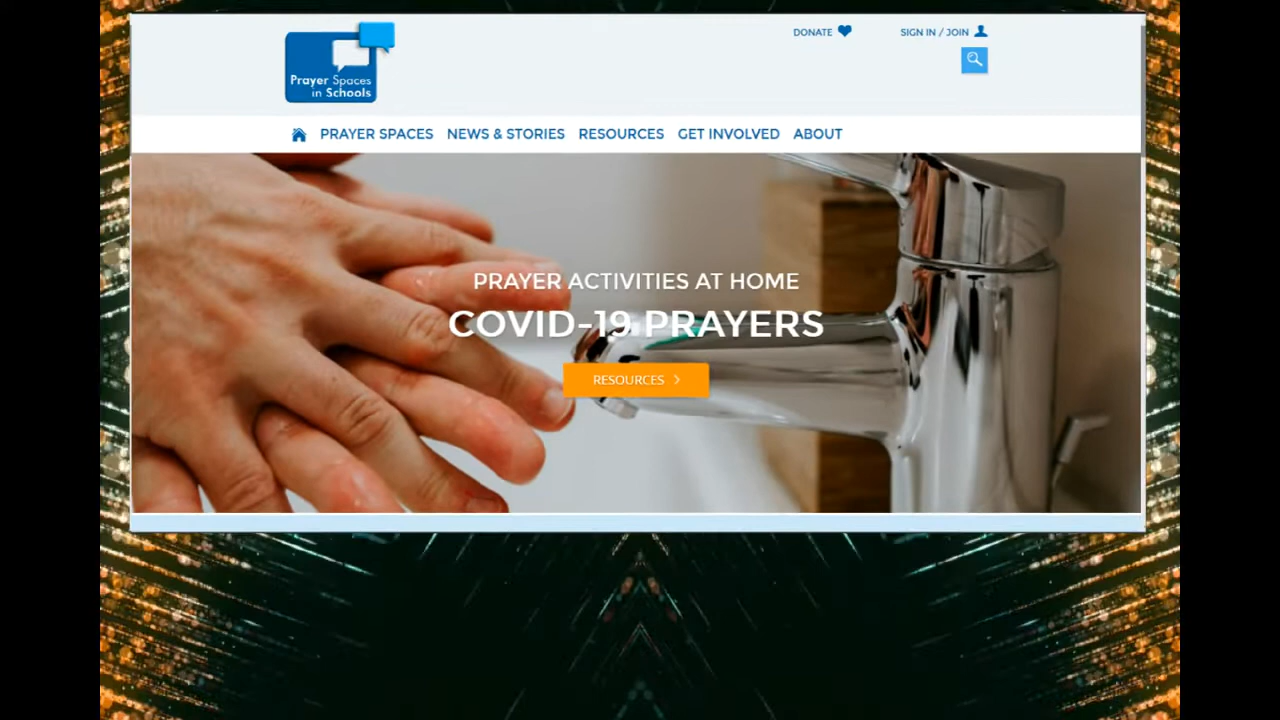 Prayer Spaces
in Schools
DONATE
SIGN IN / JOIN
PRAYER SPACES
NEWS & STORIES
RESOURCES
GET INVOLVED
ABOUT
PRAYER ACTIVITIES AT HOME
COVID-19 PRAYERS
RESOURCES